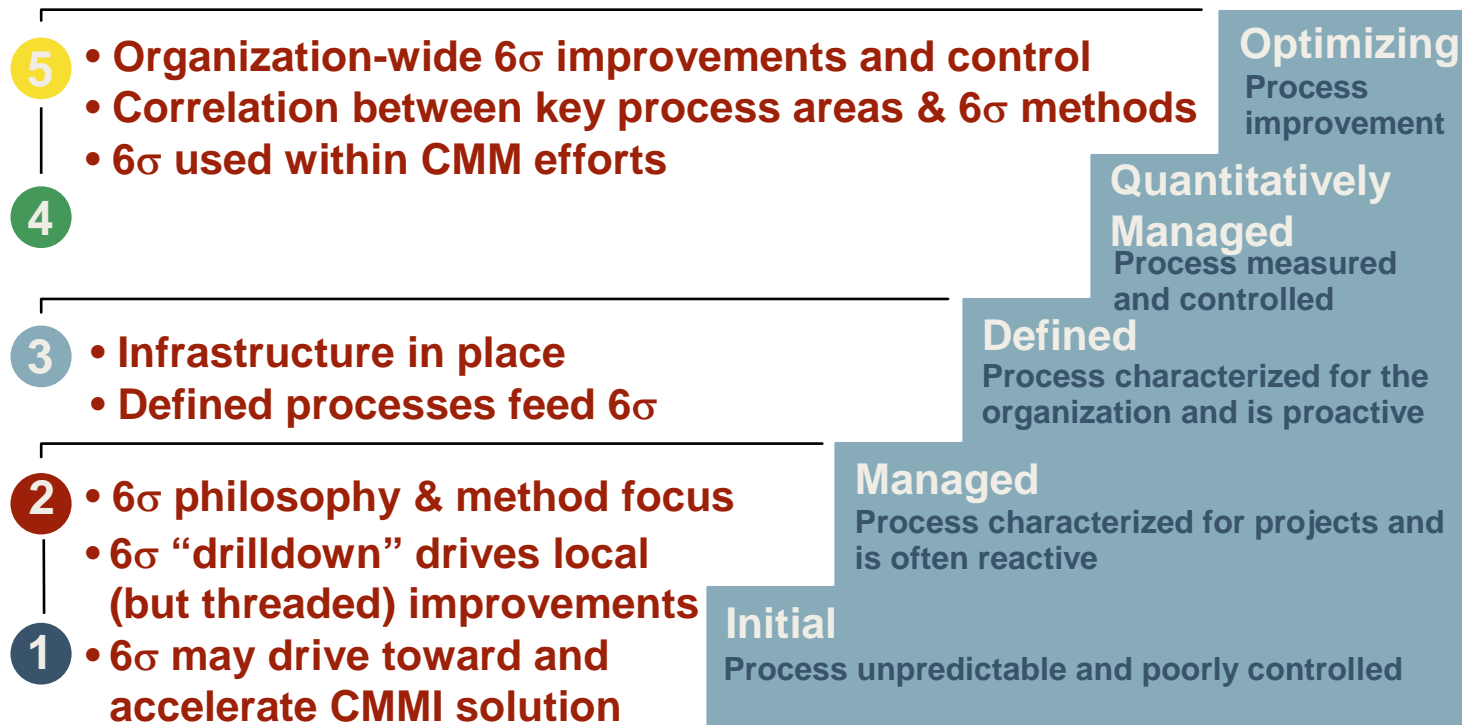 5
• Organization-wide 6σ improvements and control
• Correlation between key process areas & 6σ methods
• 6σ used within CMM efforts
4
Optimizing
Process
improvement
Quantitatively
Managed
Process measured
and controlled
3
• Infrastructure in place
• Defined processes feed 6σ
Defined
Process characterized for the
organization and is proactive
2
• 6σ philosophy & method focus
• 6σ “drilldown” drives local
(but threaded) improvements
1
• 6σ may drive toward and
accelerate CMMI solution
Managed
Process characterized for projects and
is often reactive
Initial
Process unpredictable and poorly controlled